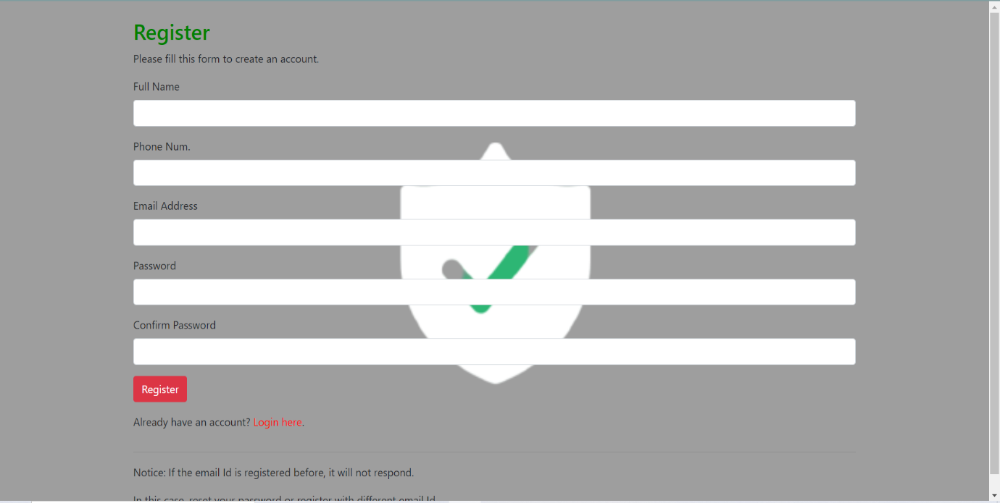 Register
Please fill this form to create an account.
Full Name
Phone Num.
Email Address
Password
Confirm Password
Register
Already have an account? Login here.
Notice: If the email Id is registered before, it will not respond.
In this case, reset your password or register with different email Id